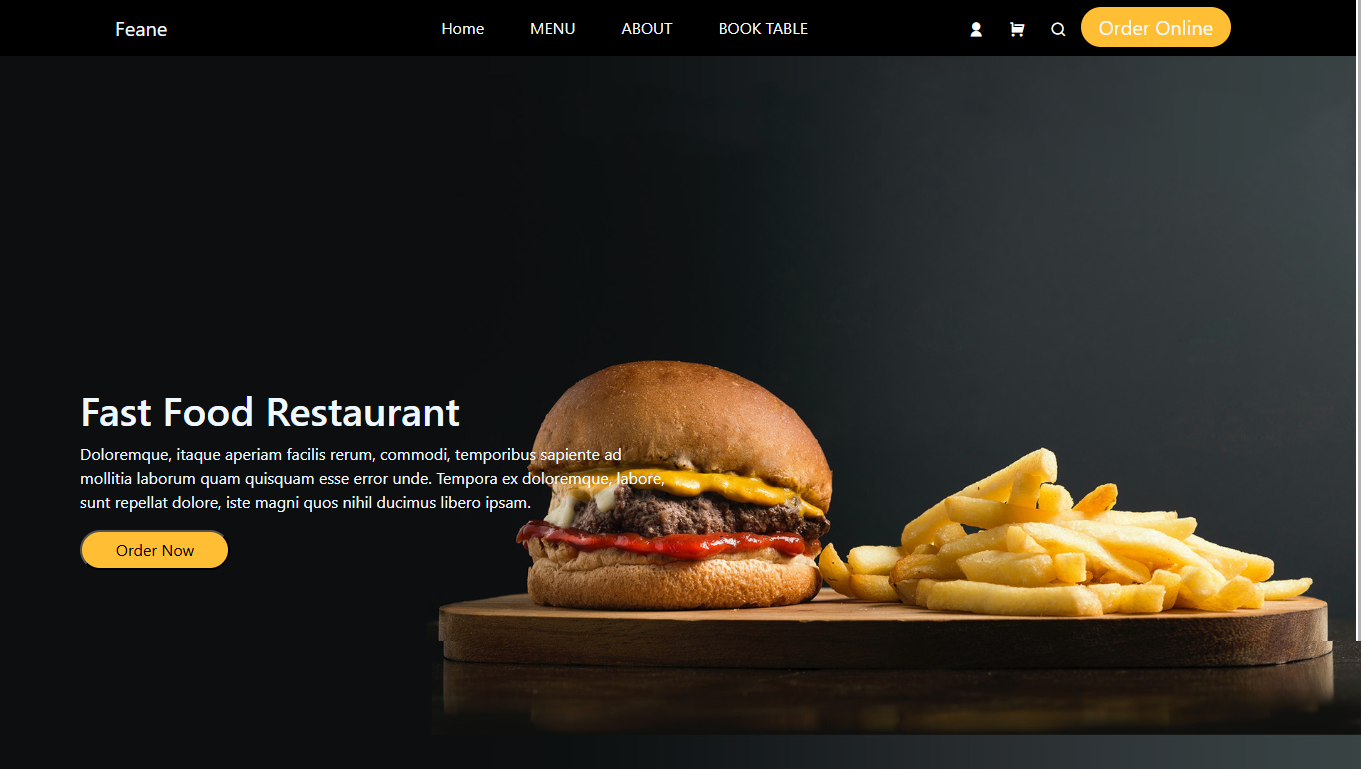 Feane
Home MENU ABOUT BOOK TABLE
Order Online
Fast Food Restaurant
Doloremque, itaque aperiam facilis rerum, commodi, temporibus sapiente ad
mollitia laborum quam quisquam esse error unde. Tempora ex doloremque, labore,
sunt repellat dolore, iste magni quos nihil ducimus libero ipsam.
Order Now